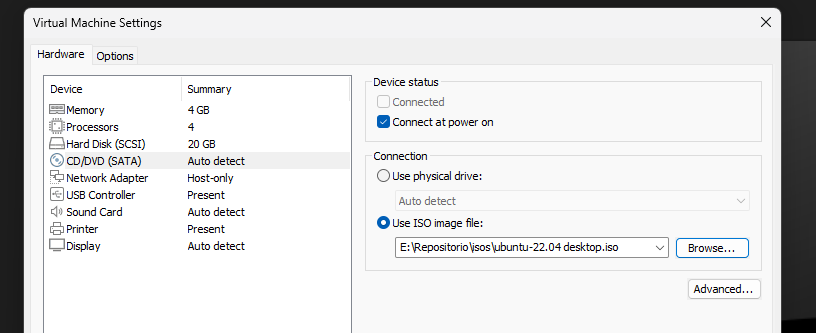 Virtual Machine Settings
Hardware Options
Device Summary
Memory 4 GB
Processors 4
Hard Disk (SCSI) 20 GB
CD/DVD (SATA) Auto detect
Network Adapter Host-only
USB Controller Present
Sound Card Auto detect
Printer Present
Display Auto detect
Device status
Connected
Connect at power on
Connection
Use physical drive:
Auto detect
Use ISO image file:
E:\Repositorio\isos\ubuntu-22.04 desktop.iso Browse...
Advanced...